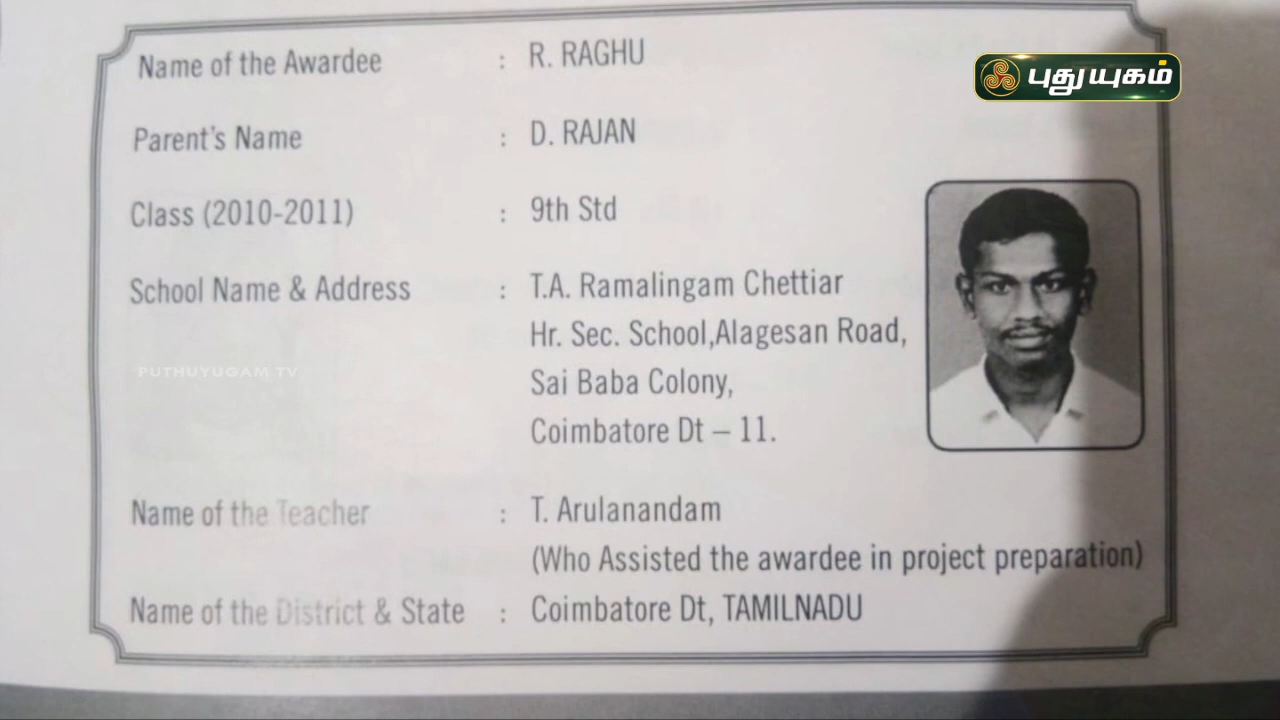 புதுயுகம்
Name of the Awardee : R. RAGHU
Parent's Name : D. RAJAN
Class (2010-2011) : 9th Std
School Name & Address : T.A. Ramalingam Chettiar
Hr. Sec. School,Alagesan Road,
Sai Baba Colony,
Coimbatore Dt – 11.
PUTHUYUGAM TV
Name of the Teacher : T. Arulanandam
(Who Assisted the awardee in project preparation)
Name of the District & State : Coimbatore Dt, TAMILNADU